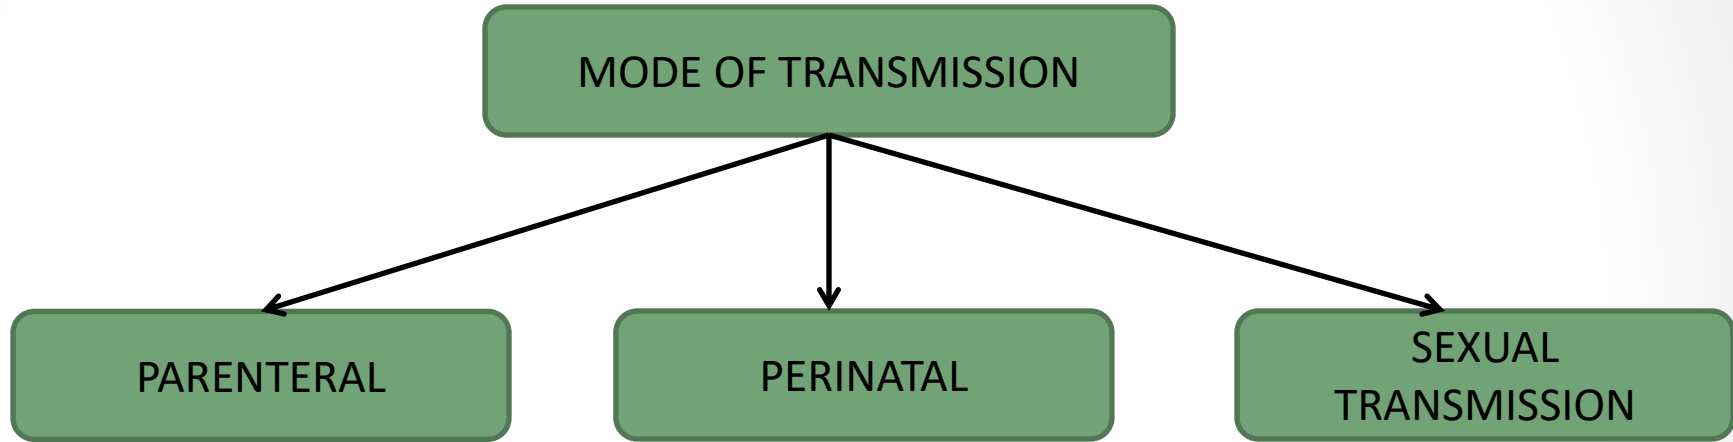 MODE OF TRANSMISSION
PARENTERAL
PERINATAL
SEXUAL
TRANSMISSION